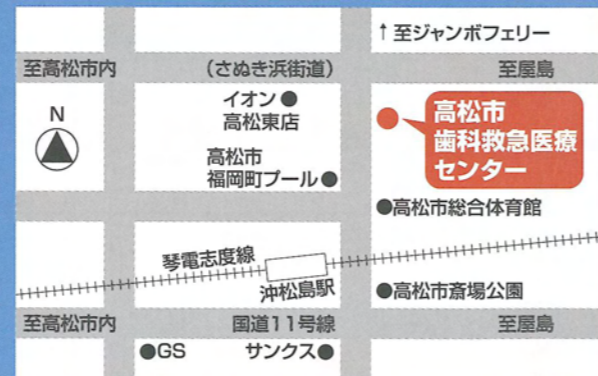 ↑至ジャンボフェリー
至高松市内
(さぬき浜街道)
至屋島
N
イオン●
高松東店
高松市
福岡町プール●
高松市
歯科救急医療
センター
●高松市総合体育館
琴電志度線
沖松島駅
●高松市斎場公園
至高松市内
国道11号線
至屋島
●GS
サンクス●